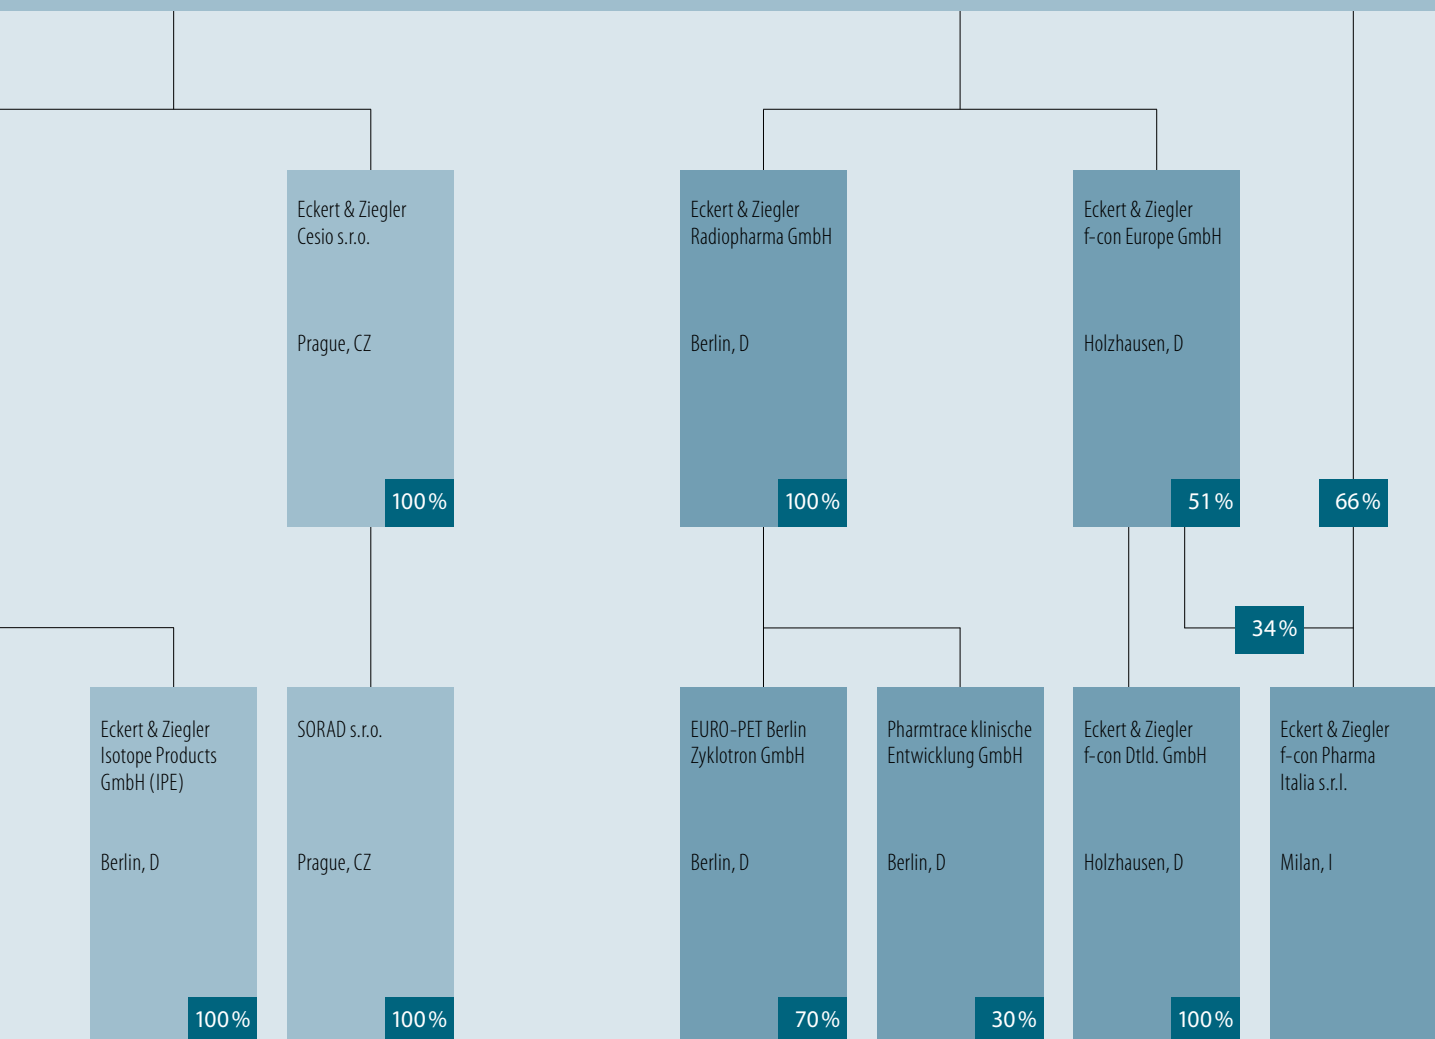 Eckert & Ziegler
Cesio s.r.o.
Prague, CZ
100%
Eckert & Ziegler
Radiopharma GmbH
Berlin, D
100%
Eckert & Ziegler
f-con Europe GmbH
Holzhausen, D
51%
66%
34%
Eckert & Ziegler
Isotope Products
GmbH (IPE)
Berlin, D
100%
SORAD s.r.o.
Prague, CZ
100%
EURO-PET Berlin
Zyklotron GmbH
Berlin, D
70%
Pharmtrace klinische
Entwicklung GmbH
Berlin, D
30%
Eckert & Ziegler
f-con Dtld. GmbH
Holzhausen, D
100%
Eckert & Ziegler
f-con Pharma
Italia s.r.l.
Milan, I